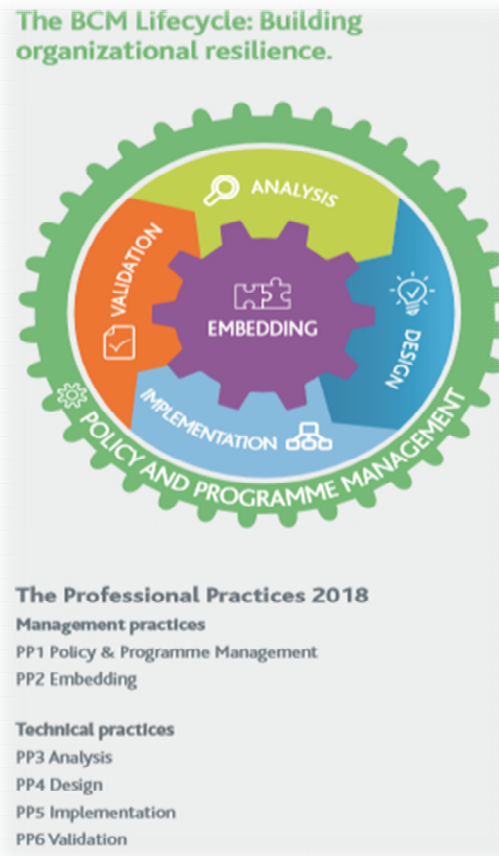 The BCM Lifecycle: Building
organizational resilience.
ANALYSIS
VALIDATION
EMBEDDING
DESIGN
IMPLEMENTATION
POLICY AND PROGRAMME MANAGEMENT
The Professional Practices 2018
Management practices
PP1 Policy & Programme Management
PP2 Embedding
Technical practices
PP3 Analysis
PP4 Design
PP5 Implementation
PP6 Validation